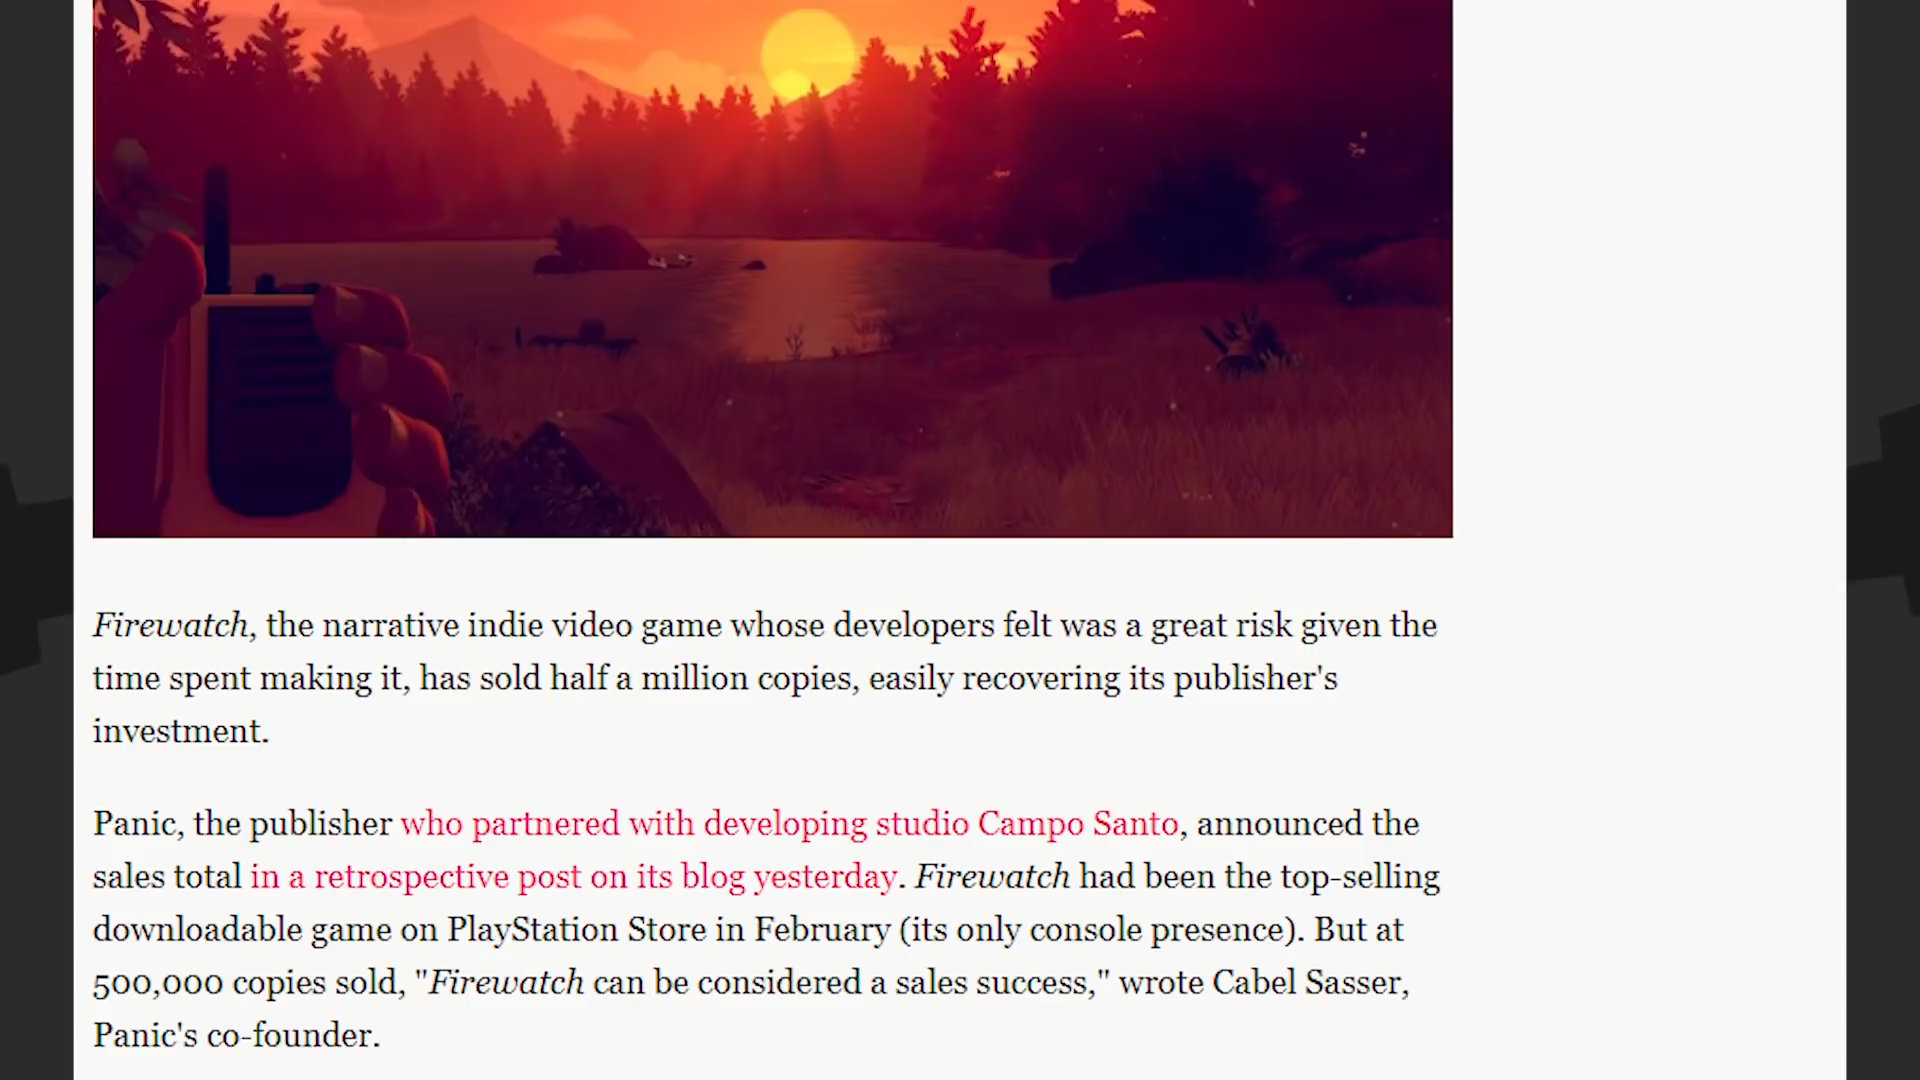 Firewatch, the narrative indie video game whose developers felt was a great risk given the
time spent making it, has sold half a million copies, easily recovering its publisher's
investment.
Panic, the publisher who partnered with developing studio Campo Santo, announced the
sales total in a retrospective post on its blog yesterday. Firewatch had been the top-selling
downloadable game on PlayStation Store in February (its only console presence). But at
500,000 copies sold, "Firewatch can be considered a sales success," wrote Cabel Sasser,
Panic's co-founder.